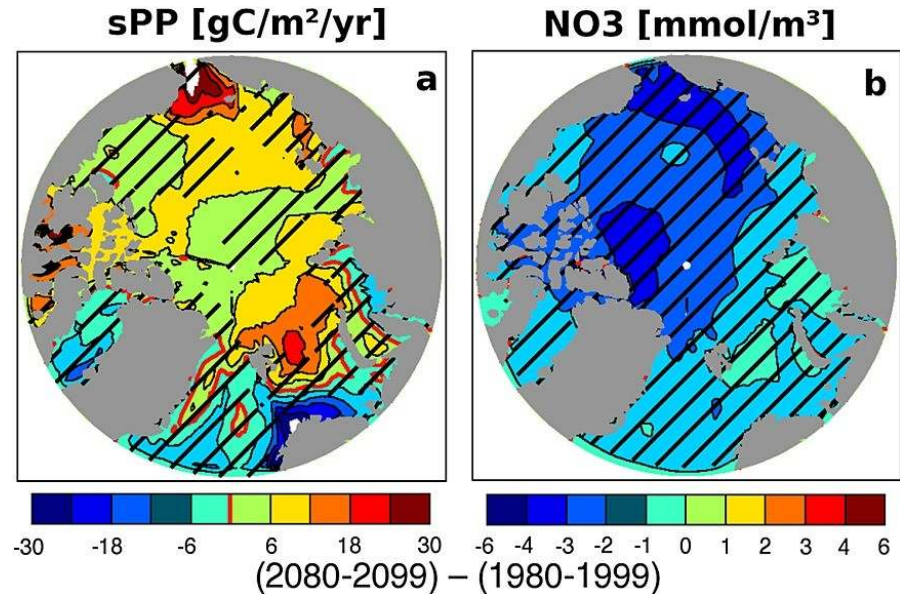 sPP [gC/m²/yr]
NO3 [mmol/m³]
a
b
-30 -18 -6 6 18 30
-6 -5 -4 -3 -2 -1 0 1 2 3 4 6
(2080-2099) – (1980-1999)